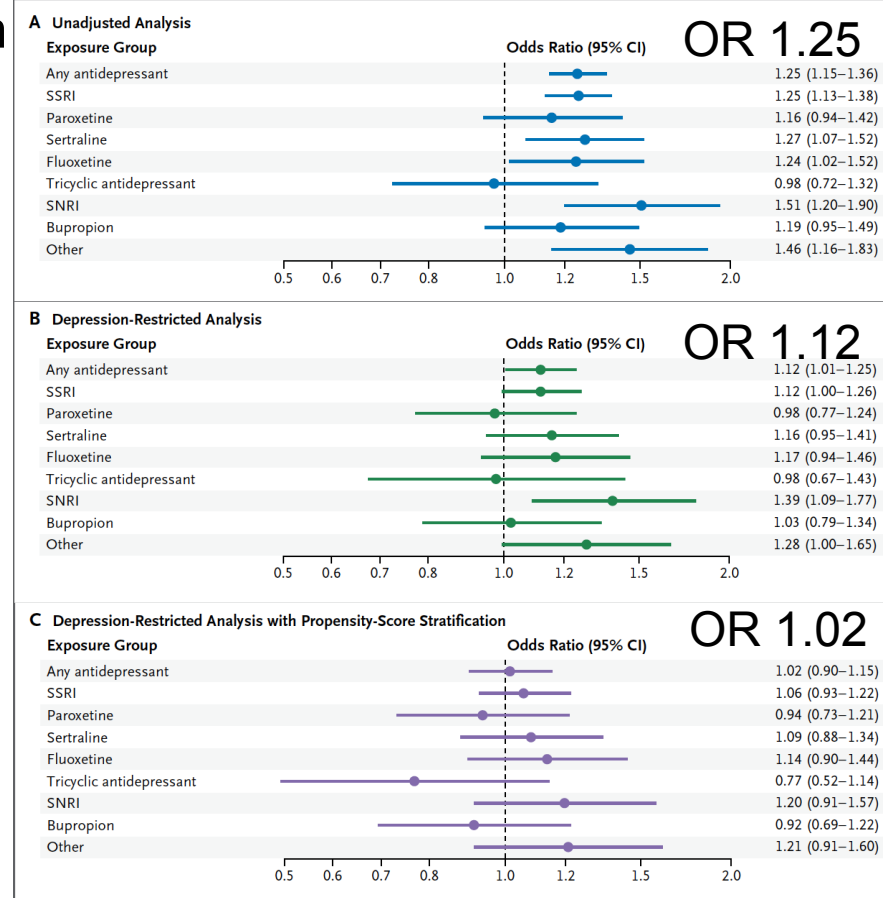 A Unadjusted Analysis
Exposure Group Odds Ratio (95% CI) OR 1.25
Any antidepressant 1.25 (1.15–1.36)
SSRI 1.25 (1.13–1.38)
Paroxetine 1.16 (0.94–1.42)
Sertraline 1.27 (1.07–1.52)
Fluoxetine 1.24 (1.02–1.52)
Tricyclic antidepressant 0.98 (0.72–1.32)
SNRI 1.51 (1.20–1.90)
Bupropion 1.19 (0.95–1.49)
Other 1.46 (1.16–1.83)
0.5 0.6 0.7 0.8 1.0 1.2 1.5 2.0
B Depression-Restricted Analysis
Exposure Group Odds Ratio (95% CI) OR 1.12
Any antidepressant 1.12 (1.01–1.25)
SSRI 1.12 (1.00–1.26)
Paroxetine 0.98 (0.77–1.24)
Sertraline 1.16 (0.95–1.41)
Fluoxetine 1.17 (0.94–1.46)
Tricyclic antidepressant 0.98 (0.67–1.43)
SNRI 1.39 (1.09–1.77)
Bupropion 1.03 (0.79–1.34)
Other 1.28 (1.00–1.65)
0.5 0.6 0.7 0.8 1.0 1.2 1.5 2.0
C Depression-Restricted Analysis with Propensity-Score Stratification
Exposure Group Odds Ratio (95% CI) OR 1.02
Any antidepressant 1.02 (0.90–1.15)
SSRI 1.06 (0.93–1.22)
Paroxetine 0.94 (0.73–1.21)
Sertraline 1.09 (0.88–1.34)
Fluoxetine 1.14 (0.90–1.44)
Tricyclic antidepressant 0.77 (0.52–1.14)
SNRI 1.20 (0.91–1.57)
Bupropion 0.92 (0.69–1.22)
Other 1.21 (0.91–1.60)
0.5 0.6 0.7 0.8 1.0 1.2 1.5 2.0